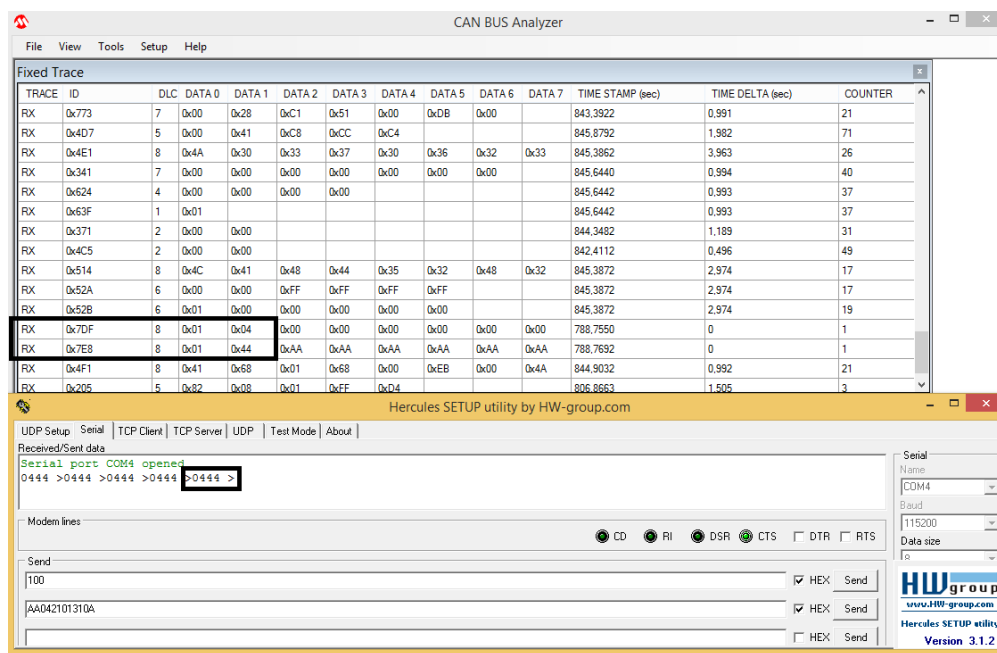 CAN BUS Analyzer
File View Tools Setup Help
Fixed Trace
TRACE ID DLC DATA 0 DATA 1 DATA 2 DATA 3 DATA 4 DATA 5 DATA 6 DATA 7 TIME STAMP (sec) TIME DELTA (sec) COUNTER
RX 0x773 7 0x00 0x28 0xC1 0x51 0x00 0xDB 0x00 843,3922 0,991 21
RX 0x4D7 5 0x00 0x41 0xC8 0xCC 0xC4 845,8792 1,982 71
RX 0x4E1 8 0x4A 0x30 0x33 0x37 0x30 0x36 0x32 0x33 845,3862 3,963 26
RX 0x341 7 0x00 0x00 0x00 0x00 0x00 0x00 0x00 845,6440 0,994 40
RX 0x624 4 0x00 0x00 0x00 0x00 845,6442 0,993 37
RX 0x63F 1 0x01 845,6442 0,993 37
RX 0x371 2 0x00 0x00 844,3482 1,189 31
RX 0x4C5 2 0x00 0x00 842,4112 0,496 49
RX 0x514 8 0x4C 0x41 0x48 0x44 0x35 0x32 0x48 0x32 845,3872 2,974 17
RX 0x52A 6 0x00 0x00 0xFF 0xFF 0xFF 0xFF 845,3872 2,974 17
RX 0x52B 6 0x01 0x00 0x00 0x00 0x00 0x00 845,3872 2,974 19
RX 0x7DF 8 0x01 0x04 0x00 0x00 0x00 0x00 0x00 0x00 788,7550 0 1
RX 0x7E8 8 0x01 0x44 0xAA 0xAA 0xAA 0xAA 0xAA 0xAA 788,7692 0 1
RX 0x4F1 8 0x41 0x68 0x01 0x68 0x00 0xEB 0x00 0x4A 844,9032 0,992 21
RX 0x205 5 0x82 0x08 0x01 0xFF 0xD4 806,8663 1,505 3
Hercules SETUP utility by HW-group.com
UDP Setup Serial TCP Client TCP Server UDP Test Mode About
Received/Sent data
Serial port COM4 opened
0444 >0444 >0444 >0444 >0444 >
Serial
Name
COM4
Baud
115200
Data size
8
Modem lines
CD RI DSR CTS DTR RTS
Send
100 HEX Send
AA042101310A HEX Send
HEX Send
HWgroup
www.HW-group.com
Hercules SETUP utility
Version 3.1.2